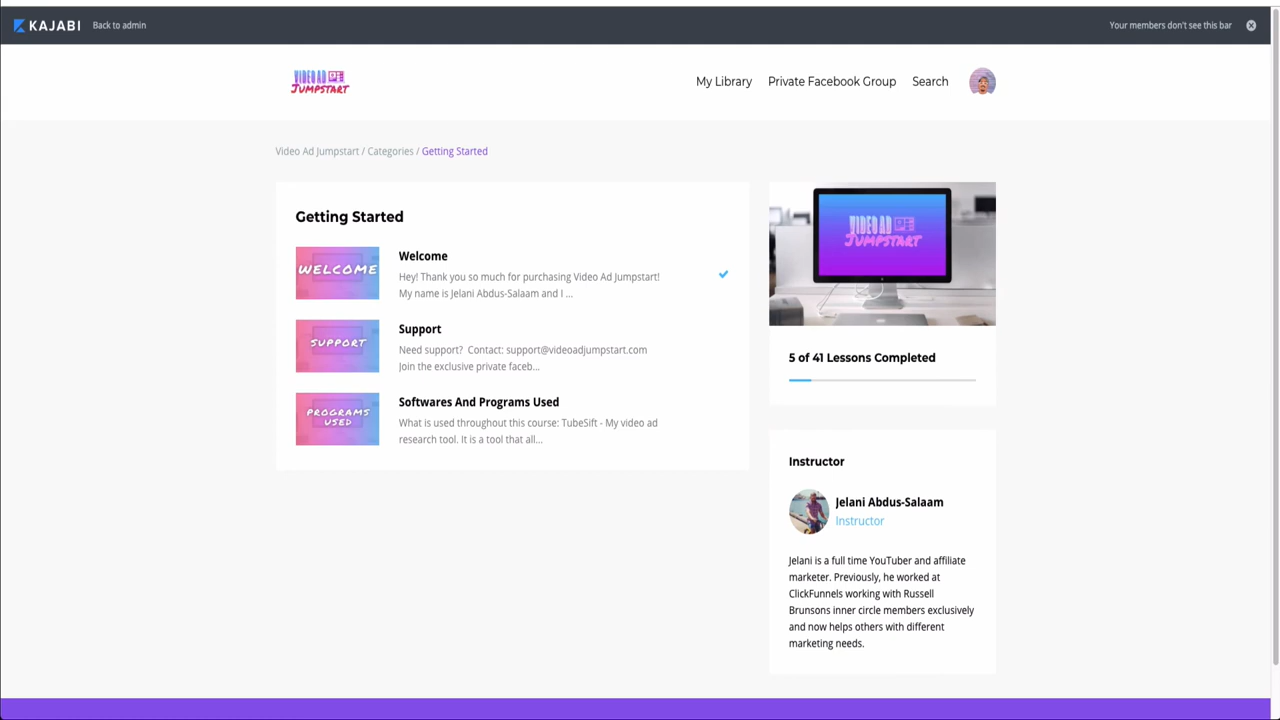 KAJABI Back to admin Your members don't see this bar
VIDEO AD JUMPSTART
My Library Private Facebook Group Search
Video Ad Jumpstart / Categories / Getting Started
Getting Started
WELCOME
Welcome
Hey! Thank you so much for purchasing Video Ad Jumpstart!
My name is Jelani Abdus-Salaam and I ...
SUPPORT
Support
Need support?  Contact: support@videoadjumpstart.com
Join the exclusive private faceb...
PROGRAMS
USED
Softwares And Programs Used
What is used throughout this course: TubeSift - My video ad
research tool. It is a tool that all...
VIDEO AD
JUMPSTART
5 of 41 Lessons Completed
Instructor
Jelani Abdus-Salaam
Instructor
Jelani is a full time YouTuber and affiliate
marketer. Previously, he worked at
ClickFunnels working with Russell
Brunsons inner circle members exclusively
and now helps others with different
marketing needs.